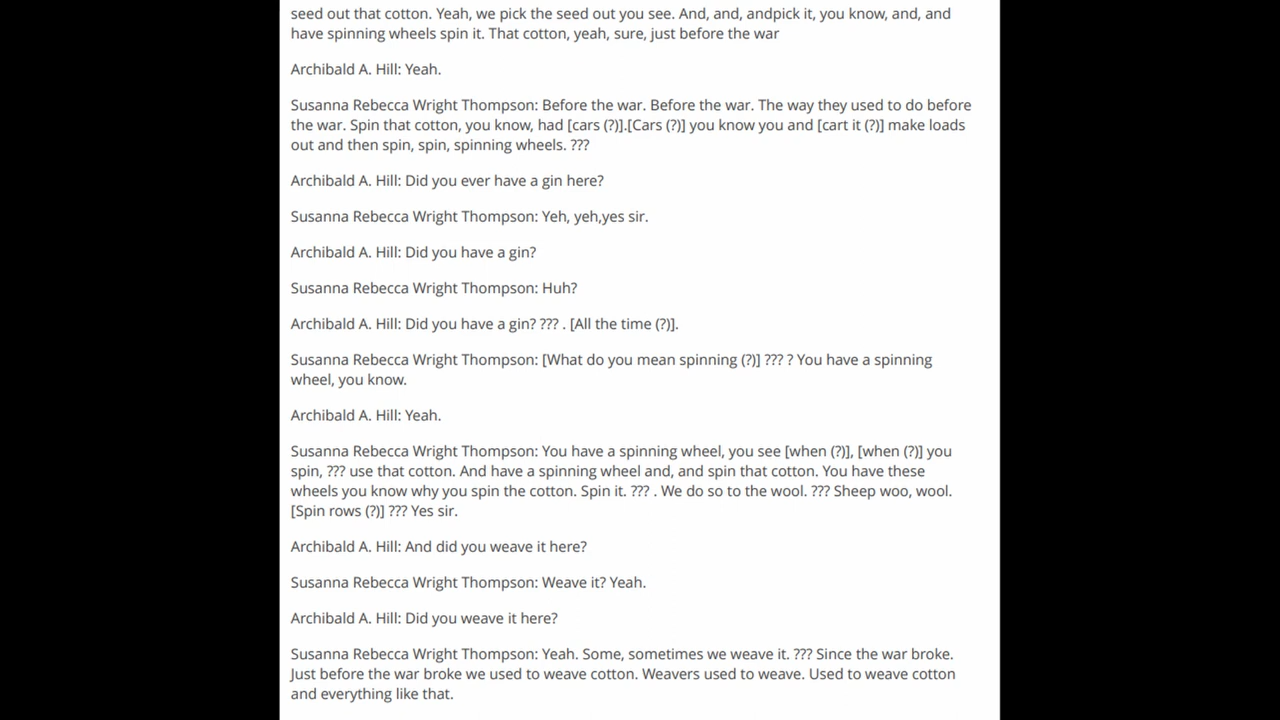 seed out that cotton. Yeah, we pick the seed out you see. And, and, andpick it, you know, and, and
have spinning wheels spin it. That cotton, yeah, sure, just before the war
Archibald A. Hill: Yeah.
Susanna Rebecca Wright Thompson: Before the war. Before the war. The way they used to do before
the war. Spin that cotton, you know, had [cars (?)].[Cars (?)] you know you and [cart it (?)] make loads
out and then spin, spin, spinning wheels. ???
Archibald A. Hill: Did you ever have a gin here?
Susanna Rebecca Wright Thompson: Yeh, yeh,yes sir.
Archibald A. Hill: Did you have a gin?
Susanna Rebecca Wright Thompson: Huh?
Archibald A. Hill: Did you have a gin? ??? . [All the time (?)].
Susanna Rebecca Wright Thompson: [What do you mean spinning (?)] ??? ? You have a spinning
wheel, you know.
Archibald A. Hill: Yeah.
Susanna Rebecca Wright Thompson: You have a spinning wheel, you see [when (?)], [when (?)] you
spin, ??? use that cotton. And have a spinning wheel and, and spin that cotton. You have these
wheels you know why you spin the cotton. Spin it. ??? . We do so to the wool. ??? Sheep woo, wool.
[Spin rows (?)] ??? Yes sir.
Archibald A. Hill: And did you weave it here?
Susanna Rebecca Wright Thompson: Weave it? Yeah.
Archibald A. Hill: Did you weave it here?
Susanna Rebecca Wright Thompson: Yeah. Some, sometimes we weave it. ??? Since the war broke.
Just before the war broke we used to weave cotton. Weavers used to weave. Used to weave cotton
and everything like that.